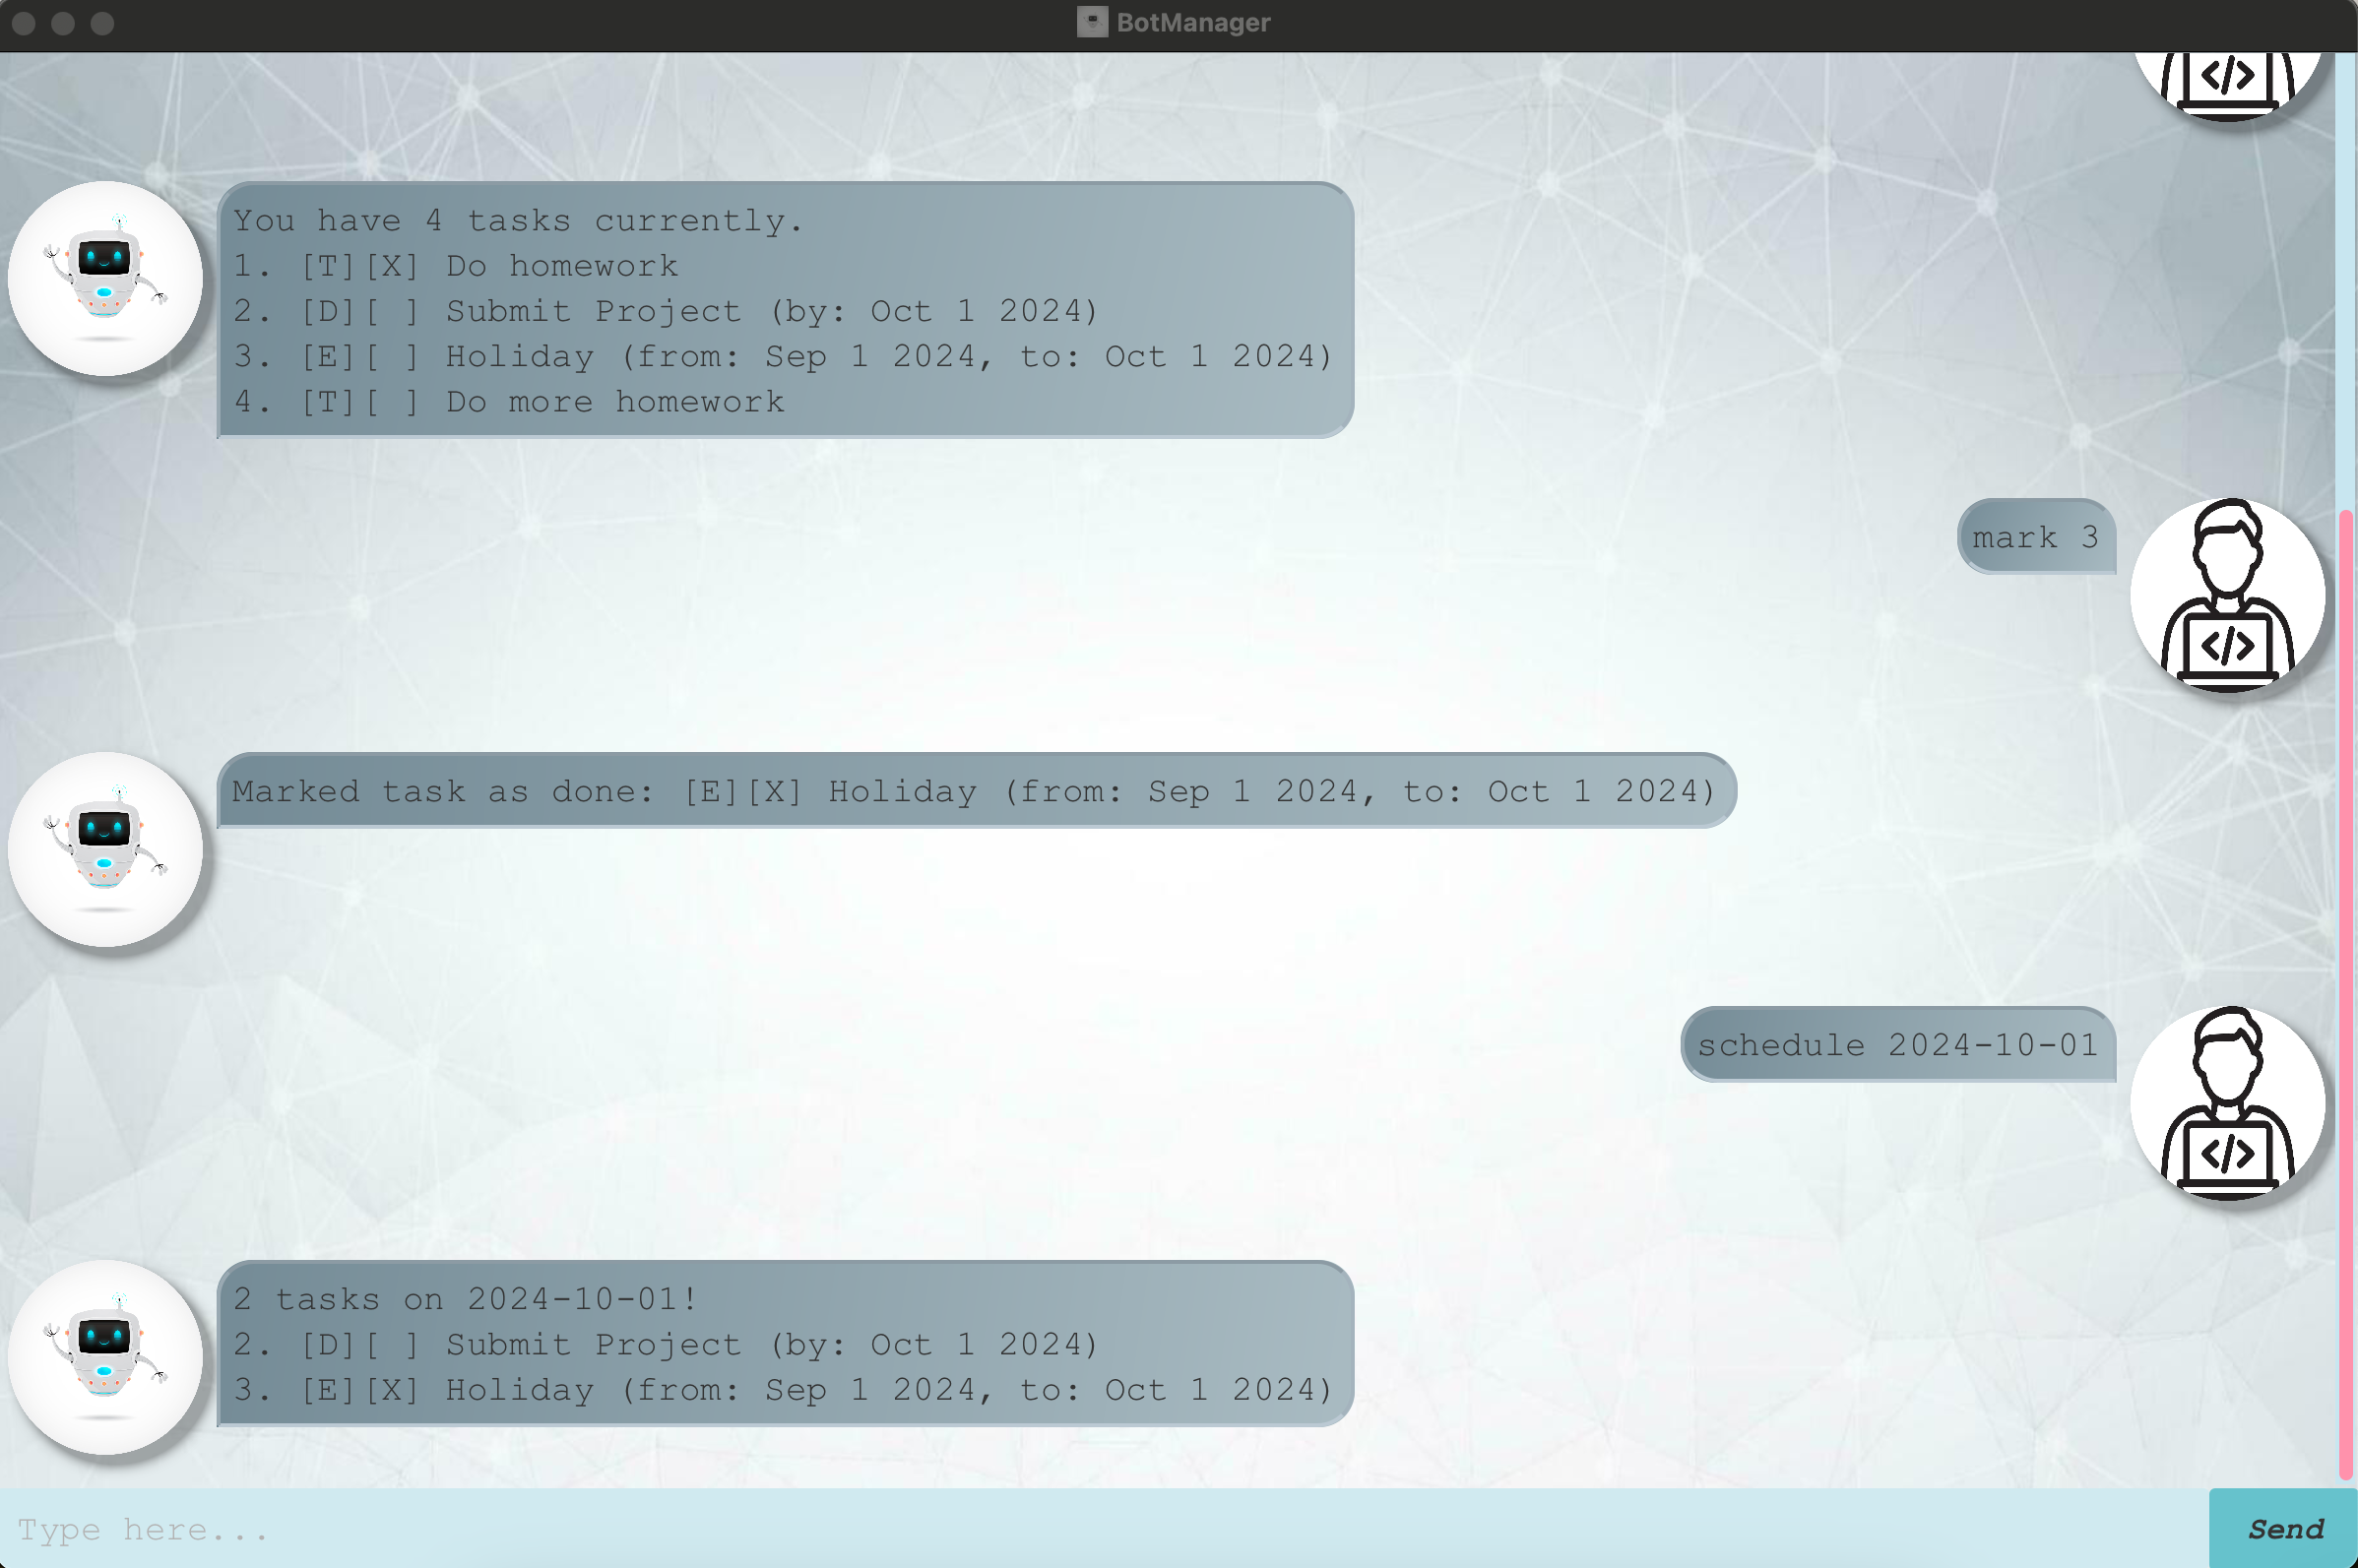 BotManager
</>
You have 4 tasks currently.
1. [T][X] Do homework
2. [D][ ] Submit Project (by: Oct 1 2024)
3. [E][ ] Holiday (from: Sep 1 2024, to: Oct 1 2024)
4. [T][ ] Do more homework
mark 3
</>
Marked task as done: [E][X] Holiday (from: Sep 1 2024, to: Oct 1 2024)
schedule 2024-10-01
</>
2 tasks on 2024-10-01!
2. [D][ ] Submit Project (by: Oct 1 2024)
3. [E][X] Holiday (from: Sep 1 2024, to: Oct 1 2024)
Type here...
Send